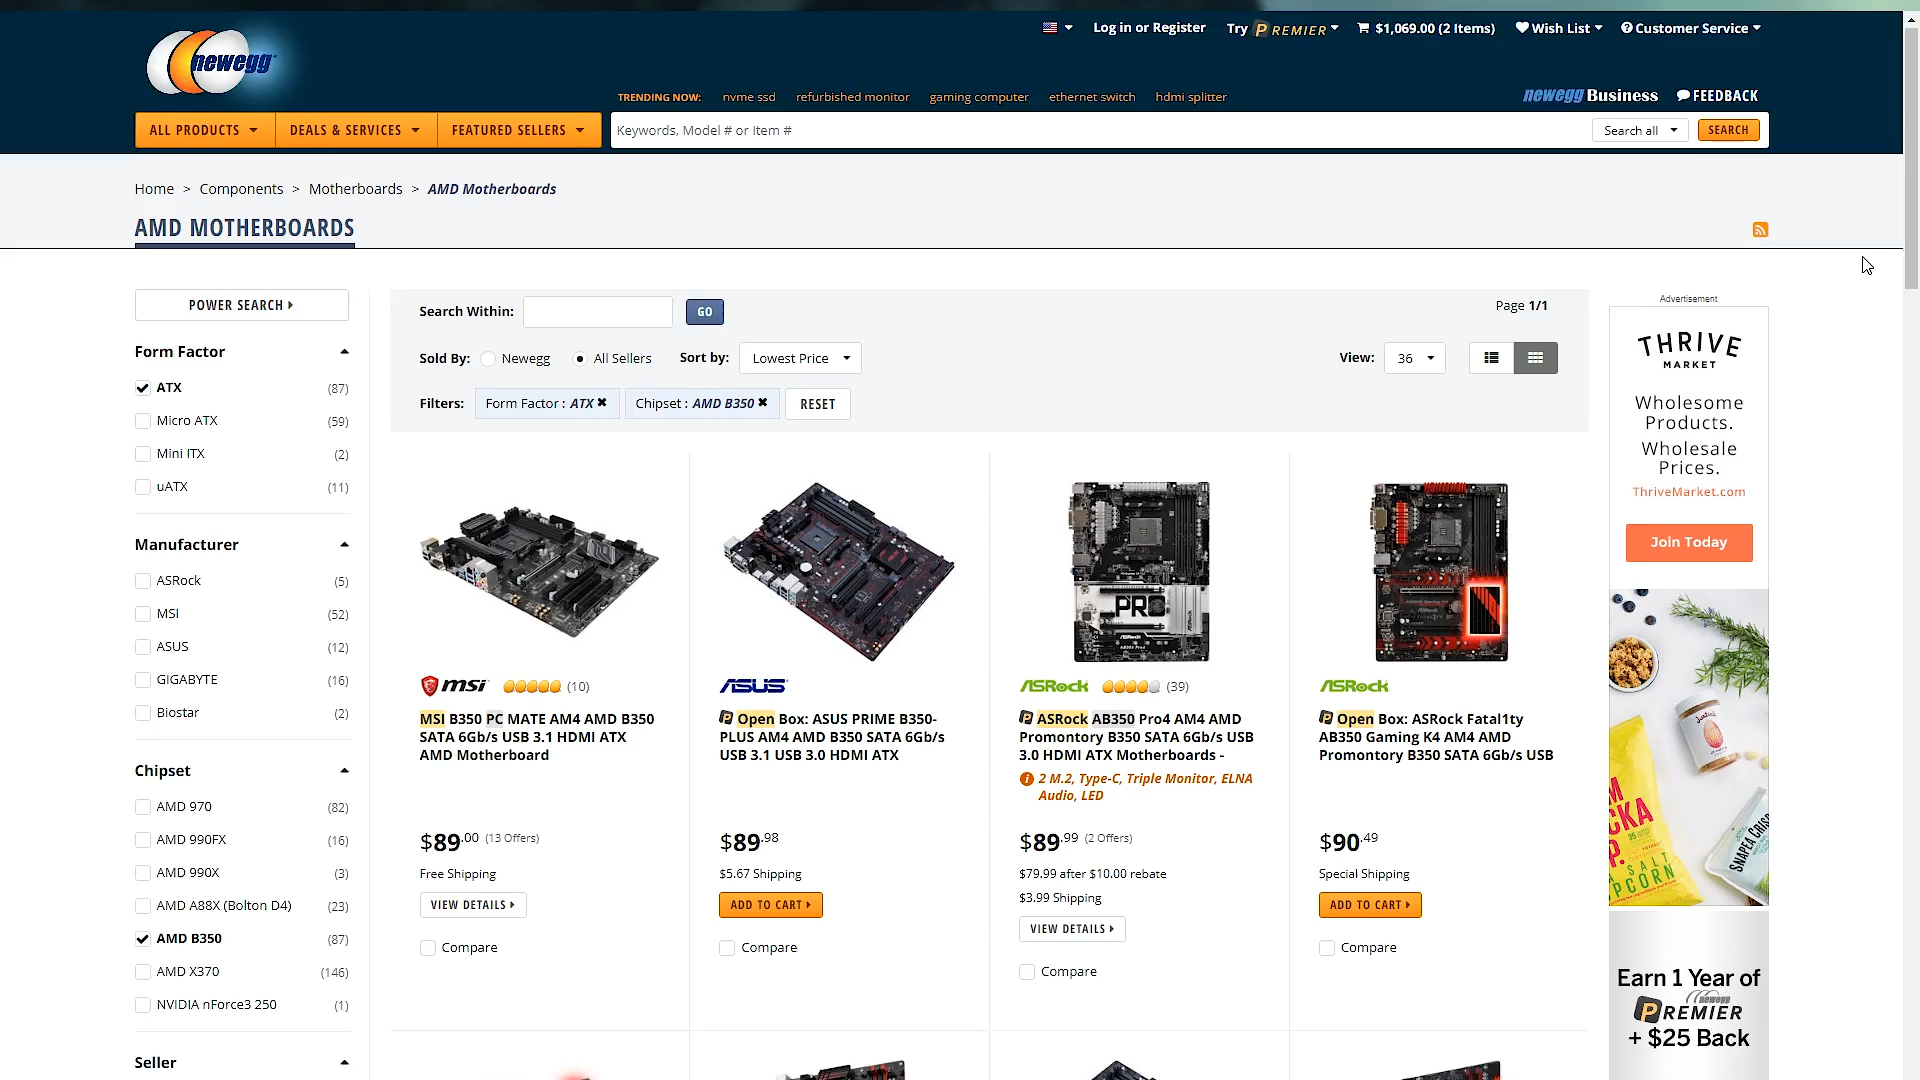 newegg
Log in or Register
Try PREMIER
$1,069.00 (2 Items)
Wish List
Customer Service
TRENDING NOW: nvme ssd refurbished monitor gaming computer ethernet switch hdmi splitter
newegg Business
FEEDBACK
ALL PRODUCTS
DEALS & SERVICES
FEATURED SELLERS
Keywords, Model # or Item #
Search all
SEARCH
Home > Components > Motherboards > AMD Motherboards
AMD MOTHERBOARDS
POWER SEARCH
Form Factor
ATX (87)
Micro ATX (59)
Mini ITX (2)
uATX (11)
Manufacturer
ASRock (5)
MSI (52)
ASUS (12)
GIGABYTE (16)
Biostar (2)
Chipset
AMD 970 (82)
AMD 990FX (16)
AMD 990X (3)
AMD A88X (Bolton D4) (23)
AMD B350 (87)
AMD X370 (146)
NVIDIA nForce3 250 (1)
Seller
Search Within:
GO
Page 1/1
Sold By: Newegg All Sellers
Sort by: Lowest Price
View: 36
Filters: Form Factor : ATX ✖ Chipset : AMD B350 ✖ RESET
msi (10)
MSI B350 PC MATE AM4 AMD B350
SATA 6Gb/s USB 3.1 HDMI ATX
AMD Motherboard
$89.00 (13 Offers)
Free Shipping
VIEW DETAILS
Compare
ASUS
Open Box: ASUS PRIME B350-
PLUS AM4 AMD B350 SATA 6Gb/s
USB 3.1 USB 3.0 HDMI ATX
$89.98
$5.67 Shipping
ADD TO CART
Compare
PRO
ASRock
ASRock (39)
ASRock AB350 Pro4 AM4 AMD
Promontory B350 SATA 6Gb/s USB
3.0 HDMI ATX Motherboards -
2 M.2, Type-C, Triple Monitor, ELNA
Audio, LED
$89.99 (2 Offers)
$79.99 after $10.00 rebate
$3.99 Shipping
VIEW DETAILS
Compare
ASRock
Open Box: ASRock Fatal1ty
AB350 Gaming K4 AM4 AMD
Promontory B350 SATA 6Gb/s USB
$90.49
Special Shipping
ADD TO CART
Compare
Advertisement
THRIVE
MARKET
Wholesome
Products.
Wholesale
Prices.
ThriveMarket.com
Join Today
SALT
POPCORN
SNAPEA CRIS
Earn 1 Year of
newegg
PREMIER
+ $25 Back